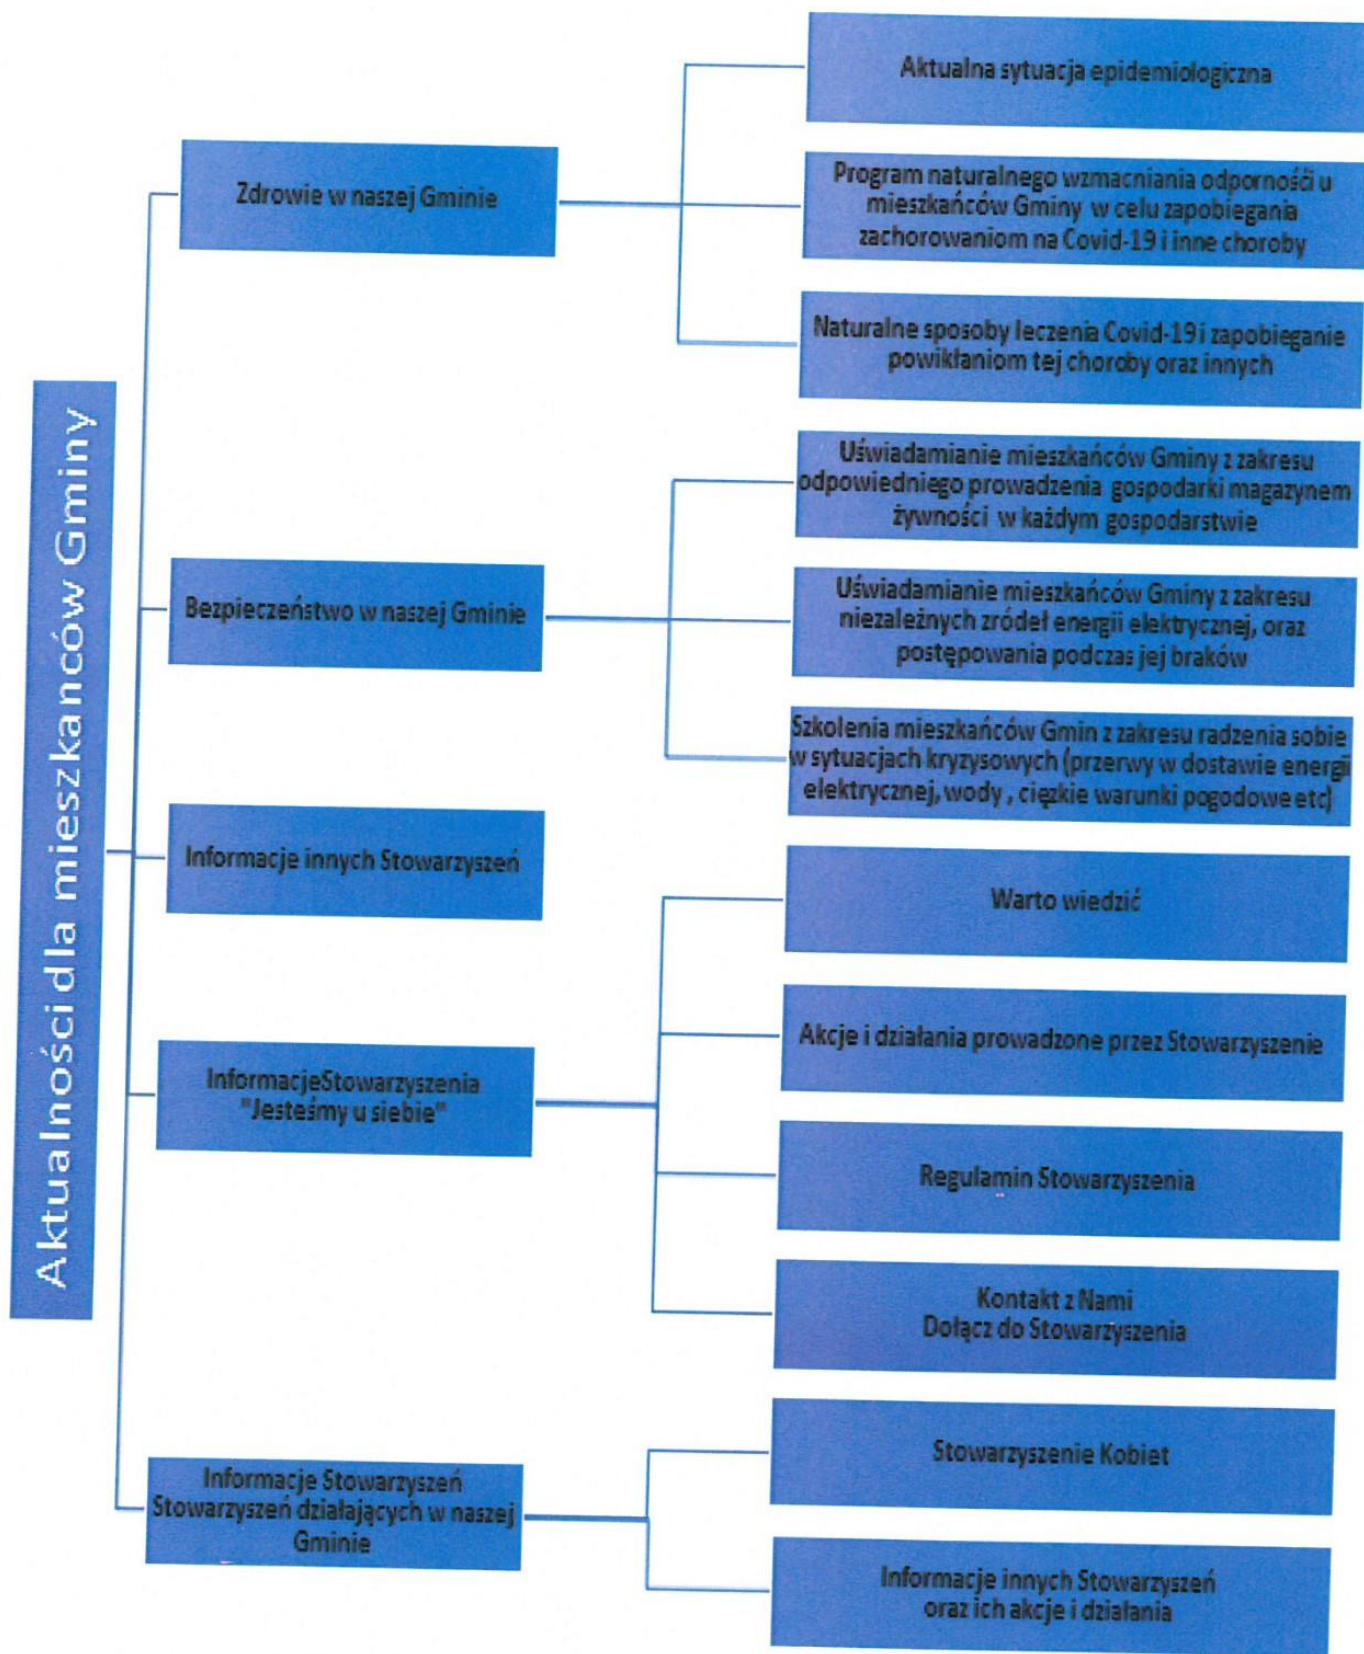 Aktualności dla mieszkańców Gminy
Zdrowie w naszej Gminie
Aktualna sytuacja epidemiologiczna
Program naturalnego wzmacniania odpornośći u
mieszkańców Gminy w celu zapobiegania
zachorowaniom na Covid-19 i inne choroby
Naturalne sposoby leczenia Covid-19 i zapobieganie
powikłaniom tej choroby oraz innych
Bezpieczeństwo w naszej Gminie
Uświadamianie mieszkańców Gminy z zakresu
odpowiedniego prowadzenia gospodarki magazynem
żywności w każdym gospodarstwie
Uświadamianie mieszkańców Gminy z zakresu
niezależnych zródeł energii elektrycznej, oraz
postępowania podczas jej braków
Szkolenia mieszkańców Gmin z zakresu radzenia sobie
w sytuacjach kryzysowych (przerwy w dostawie energii
elektrycznej, wody , cięzkie warunki pogodowe etc)
Informacje innych Stowarzyszeń
InformacjeStowarzyszenia
"Jesteśmy u siebie"
Warto wiedzić
Akcje i działania prowadzone przez Stowarzyszenie
Regulamin Stowarzyszenia
Kontakt z Nami
Dołącz do Stowarzyszenia
Informacje Stowarzyszeń
Stowarzyszeń działających w naszej
Gminie
Stowarzyszenie Kobiet
Informacje innych Stowarzyszeń
oraz ich akcje i działania